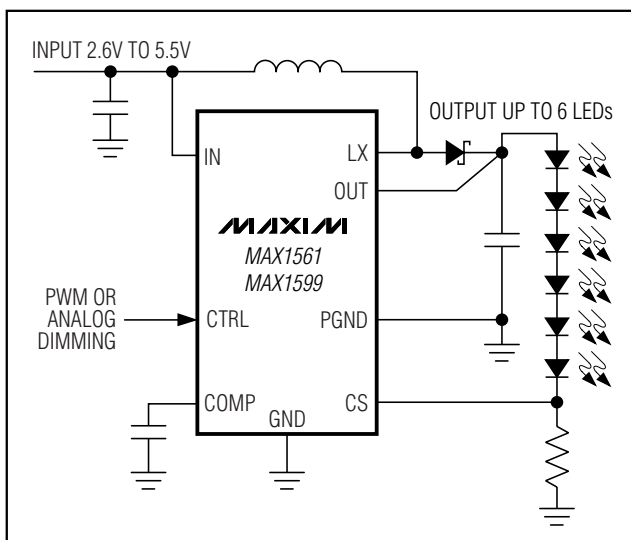 INPUT 2.6V TO 5.5V
OUTPUT UP TO 6 LEDs
IN
LX
OUT
MAXIM
MAX1561
MAX1599
PWM OR
ANALOG
DIMMING
CTRL
PGND
COMP
CS
GND